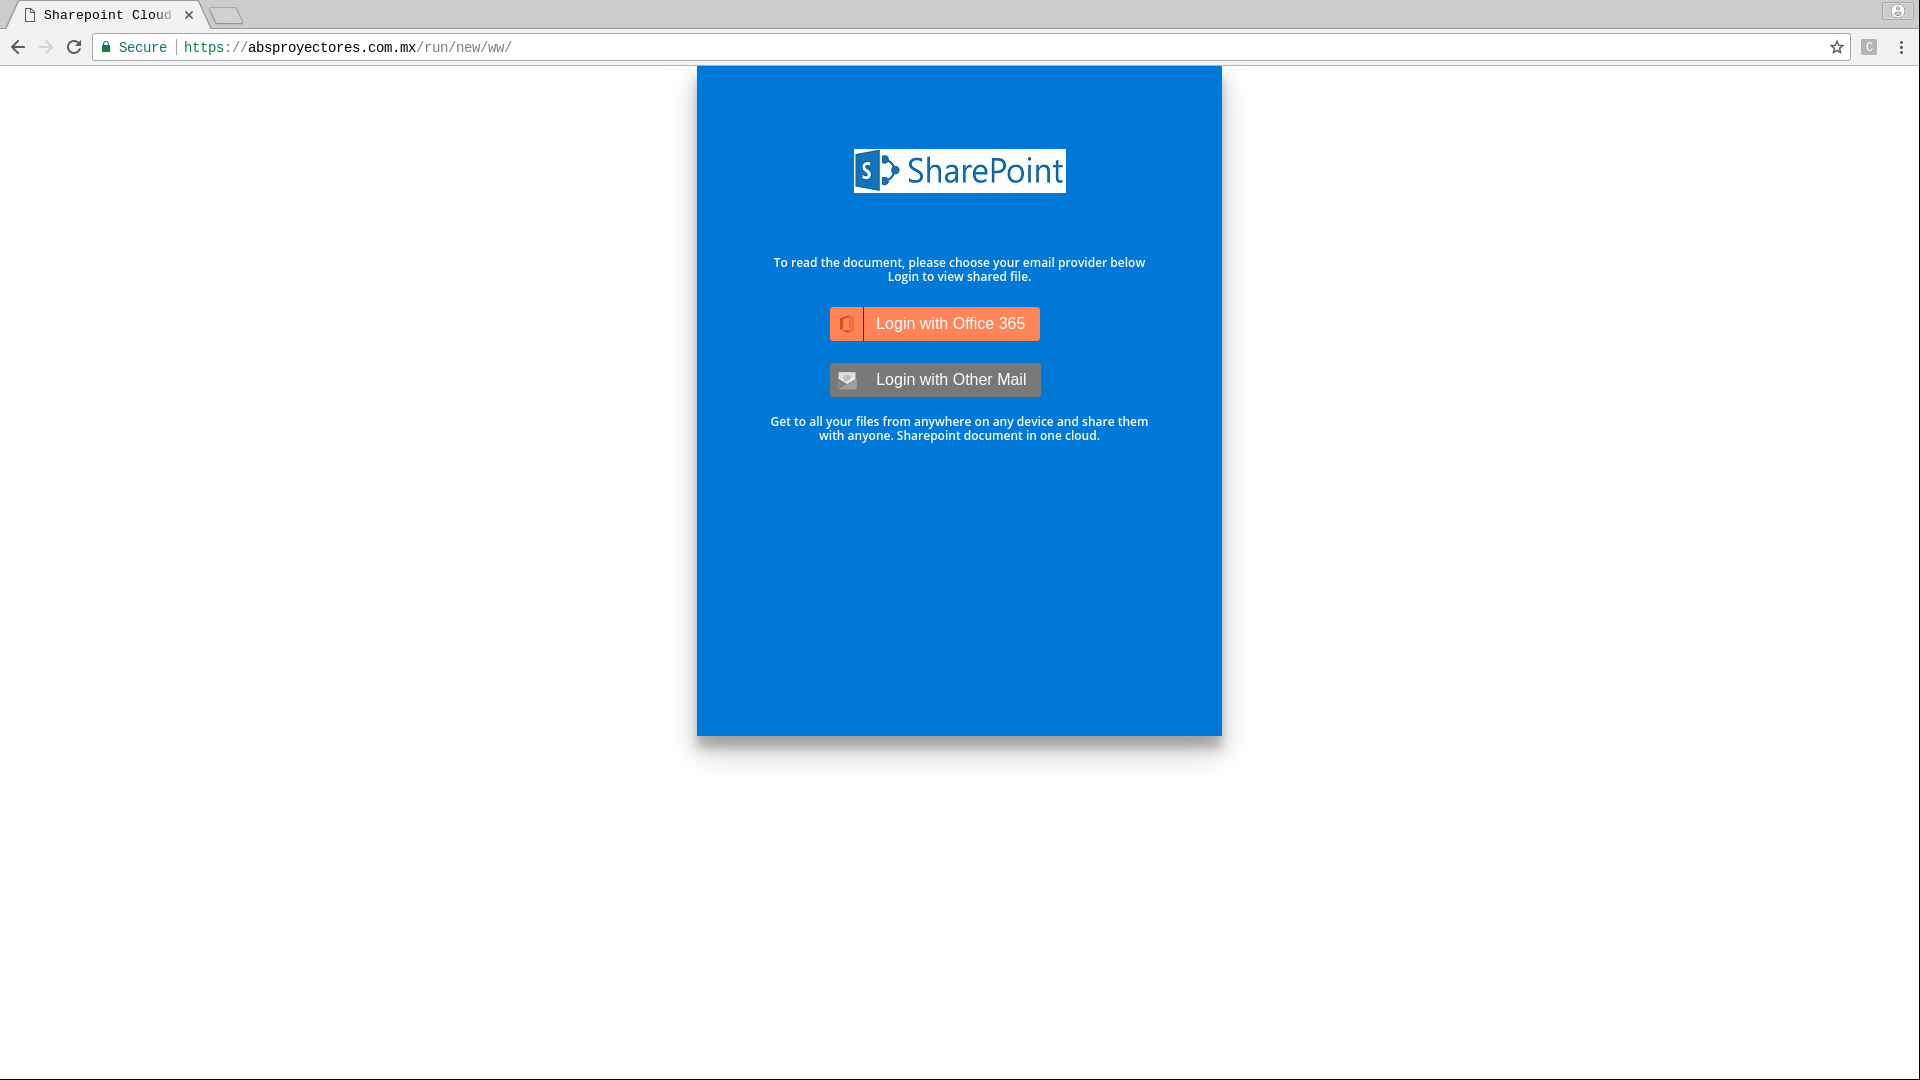 Sharepoint Cloud
Secure https://absproyectores.com.mx/run/new/ww/
C
S SharePoint
To read the document, please choose your email provider below
Login to view shared file.
Login with Office 365
Login with Other Mail
Get to all your files from anywhere on any device and share them
with anyone. Sharepoint document in one cloud.